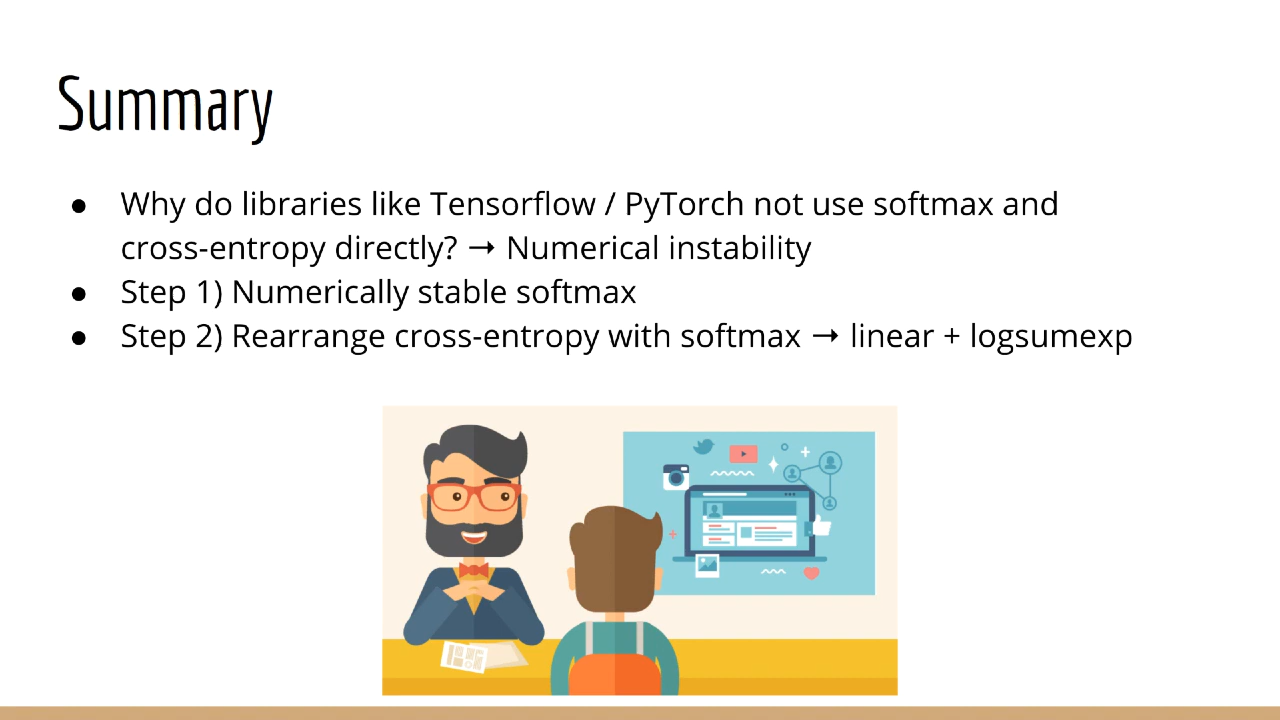 Summary
● Why do libraries like Tensorflow / PyTorch not use softmax and
cross-entropy directly? → Numerical instability
● Step 1) Numerically stable softmax
● Step 2) Rearrange cross-entropy with softmax → linear + logsumexp